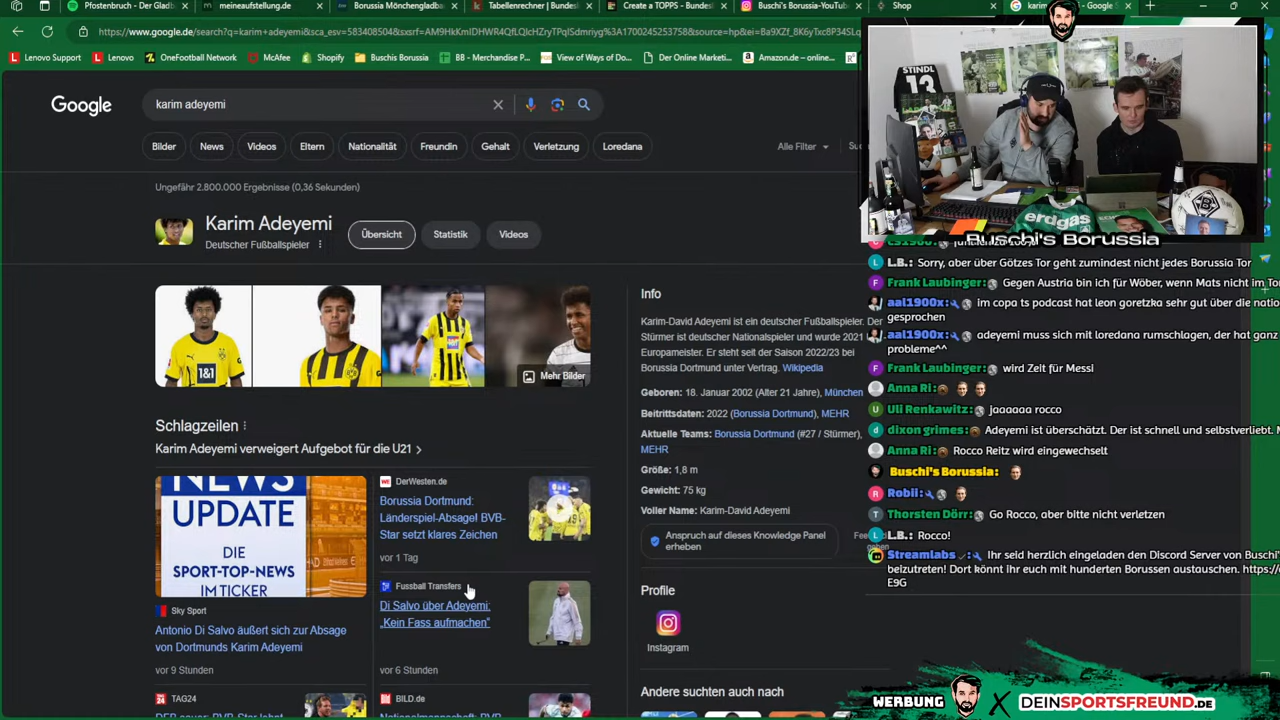 Pfostenbruch - Der Gladb
meineaufstellung.de
Borussia Mönchengladba
Tabellenrechner | Bundesl
Create a TOPPS - Bundesl
Buschi's Borussia-YouTube
Shop
https://www.google.de/search?q=karim+adeyemi&sca_esv=
Lenovo Support
Lenovo
OneFootball Network
McAfee
Shopify
Buschis Borussia
BB - Merchandise P...
View of Ways of Do...
Der Online Marketi...
Amazon.de – online...
Google
karim adeyemi
Bilder
News
Videos
Eltern
Nationalität
Freundin
Gehalt
Verletzung
Loredana
Alle Filter
Ungefähr 2.800.000 Ergebnisse (0,36 Sekunden)
Karim Adeyemi
Deutscher Fußballspieler
Übersicht
Statistik
Videos
1&1
Mehr Bilder
Schlagzeilen
Karim Adeyemi verweigert Aufgebot für die U21
NEWS
UPDATE
DIE
SPORT-TOP-NEWS
IM TICKER
Sky Sport
Antonio Di Salvo äußert sich zur Absage
von Dortmunds Karim Adeyemi
vor 9 Stunden
TAG24
DerWesten.de
Borussia Dortmund:
Länderspiel-Absage! BVB-
Star setzt klares Zeichen
vor 1 Tag
Fussball Transfers
Di Salvo über Adeyemi:
„Kein Fass aufmachen"
vor 6 Stunden
BILD.de
Info
Karim-David Adeyemi ist ein deutscher Fußballspieler. Der
Stürmer ist deutscher Nationalspieler und wurde 2021
Europameister. Er steht seit der Saison 2022/23 bei
Borussia Dortmund unter Vertrag. Wikipedia
Geboren: 18. Januar 2002 (Alter 21 Jahre), München
Beitrittsdaten: 2022 (Borussia Dortmund), MEHR
Aktuelle Teams: Borussia Dortmund (#27 / Stürmer),
MEHR
Größe: 1,8 m
Gewicht: 75 kg
Voller Name: Karim-David Adeyemi
Anspruch auf dieses Knowledge Panel
erheben
Profile
Instagram
Andere suchten auch nach
STINDL
13
erdgas
Buschi's Borussia
L.B.: Sorry, aber über Götzes Tor geht zumindest nicht jedes Borussia Tor
Frank Laubinger: Gegen Austria bin ich für Wöber, wenn Mats nicht im To
aal1900x: im copa ts podcast hat leon goretzka sehr gut über die natio
gesprochen
aal1900x: adeyemi muss sich mit loredana rumschlagen, der hat ganz
probleme^^
Frank Laubinger: wird Zeit für Messi
Anna Ri:
Uli Renkawitz: jaaaaaa rocco
dixon grimes: Adeyemi ist überschätzt. Der ist schnell und selbstverliebt.
Anna Ri: Rocco Reitz wird eingewechselt
Buschi's Borussia:
Robii:
Thorsten Dörr: Go Rocco, aber bitte nicht verletzen
L.B.: Rocco!
Streamlabs: Ihr seid herzlich eingeladen den Discord Server von Buschi'
beizutreten! Dort könnt Ihr euch mit hunderten Borussen austauschen. https://
E9G
WERBUNG X DEINSPORTSFREUND.DE